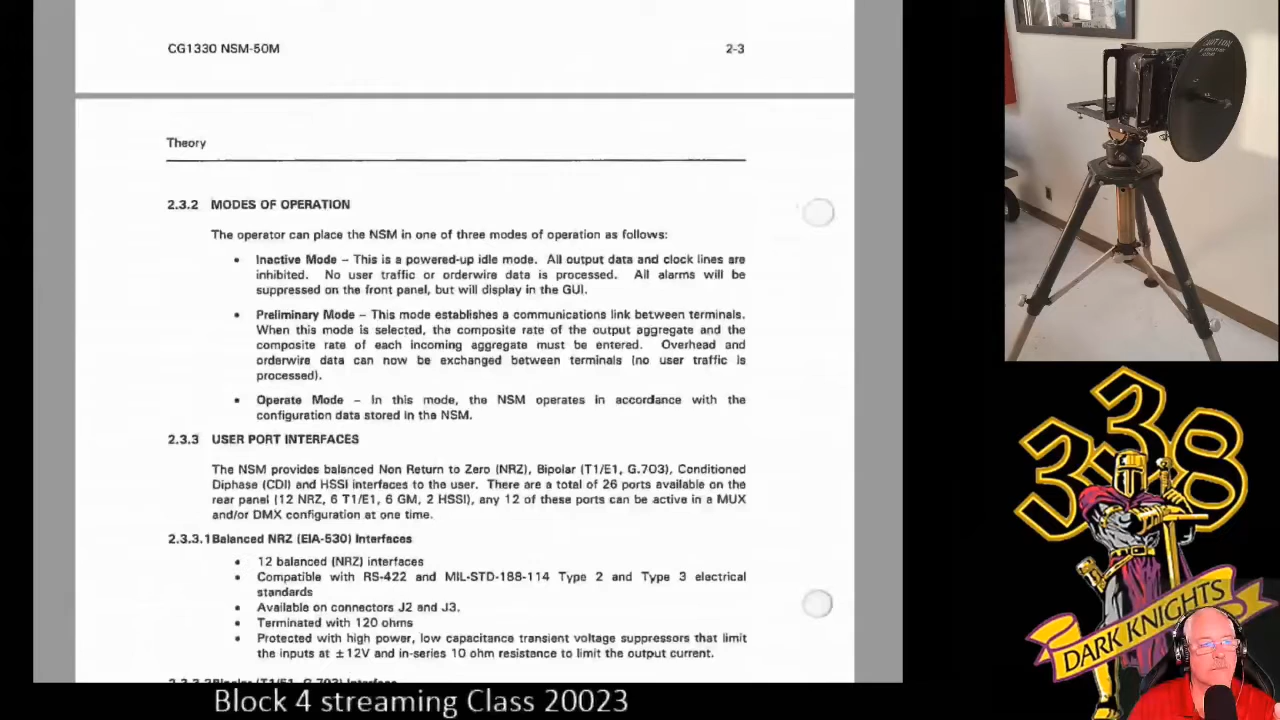 CG1330 NSM-50M 2-3
Theory
2.3.2 MODES OF OPERATION
The operator can place the NSM in one of three modes of operation as follows:
• Inactive Mode – This is a powered-up idle mode. All output data and clock lines are
inhibited. No user traffic or orderwire data is processed. All alarms will be
suppressed on the front panel, but will display in the GUI.
• Preliminary Mode – This mode establishes a communications link between terminals.
When this mode is selected, the composite rate of the output aggregate and the
composite rate of each incoming aggregate must be entered. Overhead and
orderwire data can now be exchanged between terminals (no user traffic is
processed).
• Operate Mode – In this mode, the NSM operates in accordance with the
configuration data stored in the NSM.
2.3.3 USER PORT INTERFACES
The NSM provides balanced Non Return to Zero (NRZ), Bipolar (T1/E1, G.703), Conditioned
Diphase (CDI) and HSSI interfaces to the user. There are a total of 26 ports available on the
rear panel (12 NRZ, 6 T1/E1, 6 GM, 2 HSSI), any 12 of these ports can be active in a MUX
and/or DMX configuration at one time.
2.3.3.1Balanced NRZ (EIA-530) Interfaces
• 12 balanced (NRZ) interfaces
• Compatible with RS-422 and MIL-STD-188-114 Type 2 and Type 3 electrical
standards
• Available on connectors J2 and J3.
• Terminated with 120 ohms
• Protected with high power, low capacitance transient voltage suppressors that limit
the inputs at ±12V and in-series 10 ohm resistance to limit the output current.
2.3.3.2Bipolar (T1/E1, G.703) Interface
Block 4 streaming Class 20023
CAUTION
338
DARK KNIGHTS